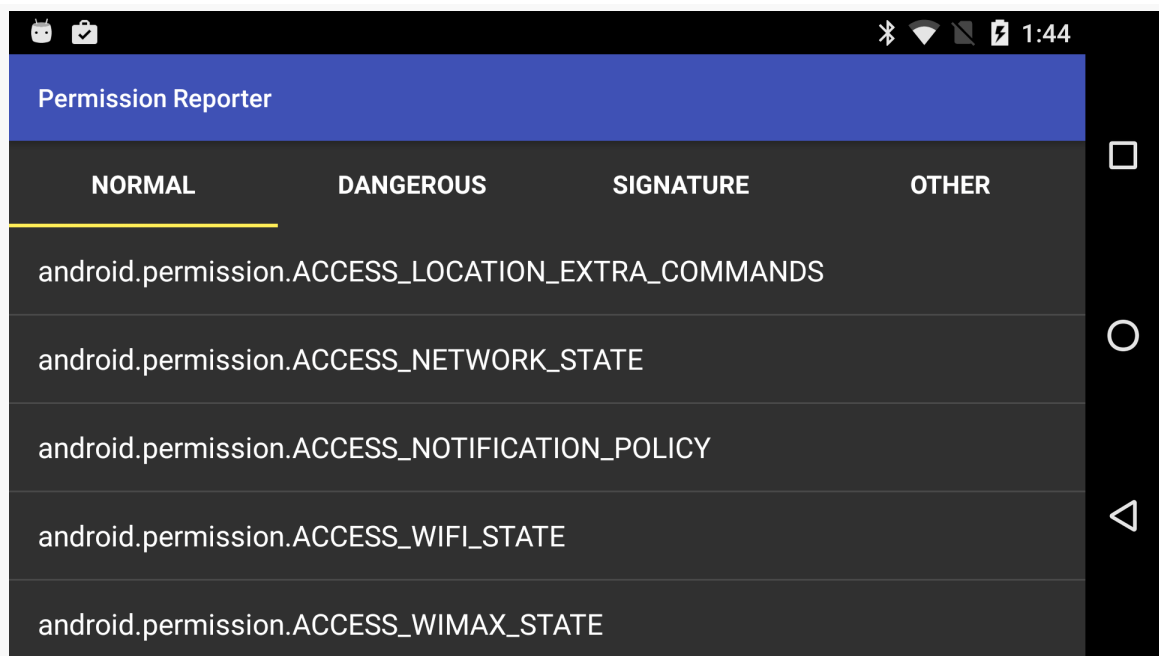 1:44
Permission Reporter
NORMAL DANGEROUS SIGNATURE OTHER
android.permission.ACCESS_LOCATION_EXTRA_COMMANDS
android.permission.ACCESS_NETWORK_STATE
android.permission.ACCESS_NOTIFICATION_POLICY
android.permission.ACCESS_WIFI_STATE
android.permission.ACCESS_WIMAX_STATE